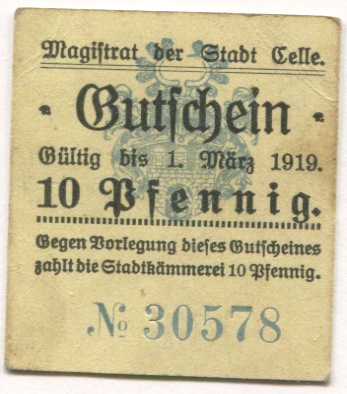 Magistrat der Stadt Celle.
· Gutschein ·
Gültig bis 1. März 1919.
10 Pfennig.
Gegen Vorlegung dieses Gutscheines
zahlt die Stadtkämmerei 10 Pfennig.
№ 30578